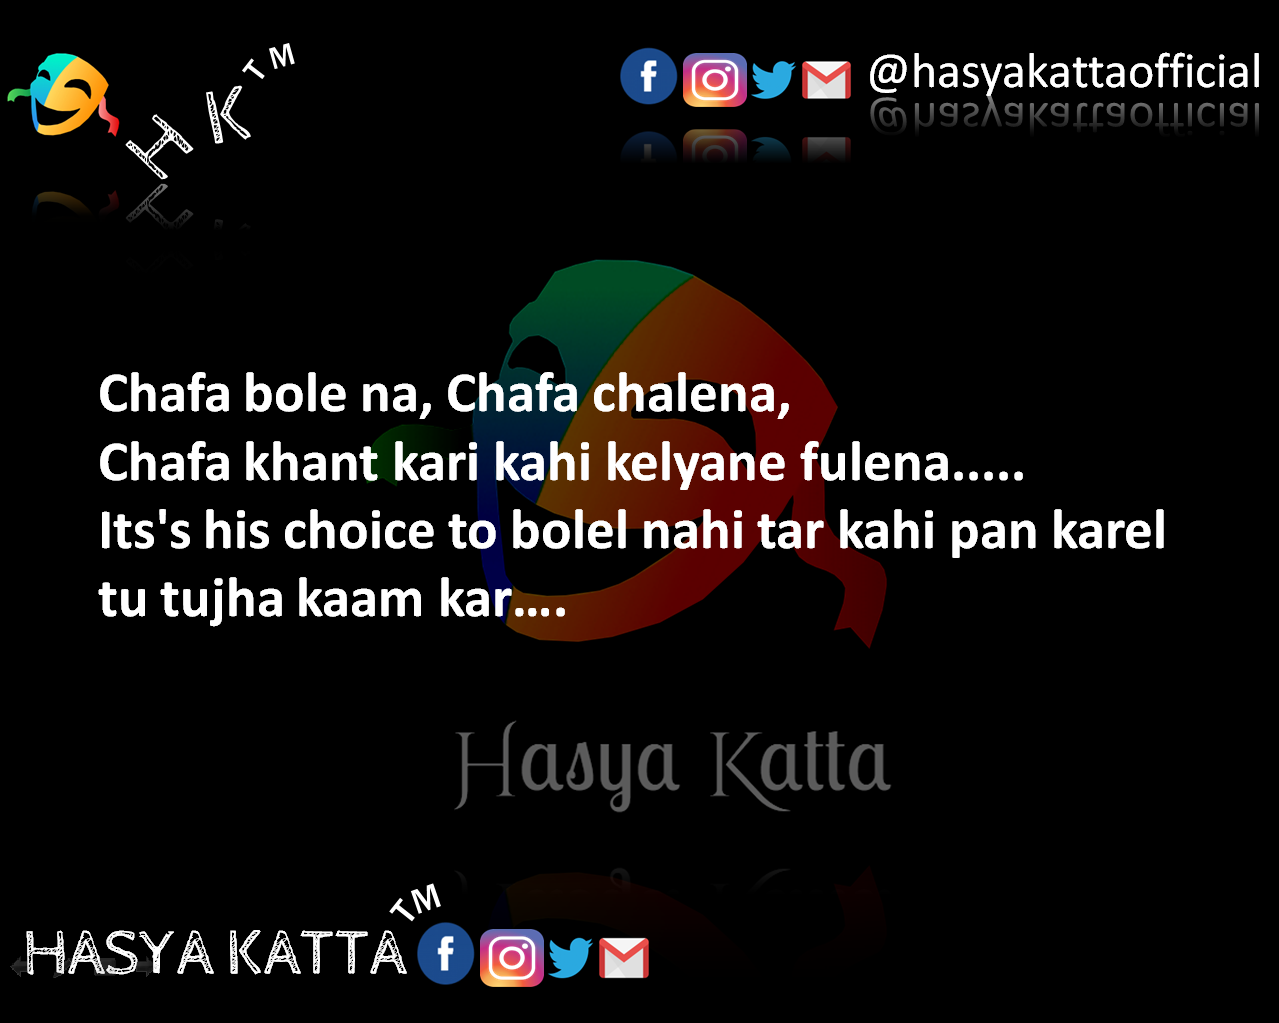 HK™
@hasyakattaofficial
Chafa bole na, Chafa chalena,
Chafa khant kari kahi kelyane fulena.....
Its's his choice to bolel nahi tar kahi pan karel
tu tujha kaam kar....
Hasya Katta
HASYA KATTA™